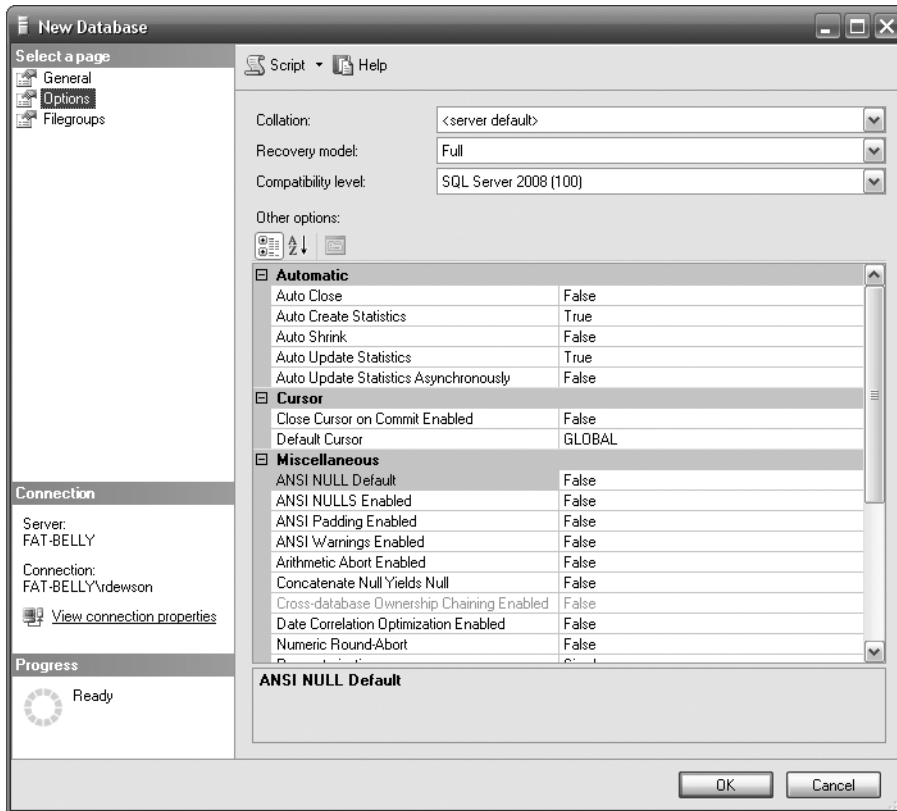 New Database
Select a page
General
Options
Filegroups
Script
Help
Collation: <server default>
Recovery model: Full
Compatibility level: SQL Server 2008 (100)
Other options:
Automatic
Auto Close False
Auto Create Statistics True
Auto Shrink False
Auto Update Statistics True
Auto Update Statistics Asynchronously False
Cursor
Close Cursor on Commit Enabled False
Default Cursor GLOBAL
Miscellaneous
ANSI NULL Default False
ANSI NULLS Enabled False
ANSI Padding Enabled False
ANSI Warnings Enabled False
Arithmetic Abort Enabled False
Concatenate Null Yields Null False
Cross-database Ownership Chaining Enabled False
Date Correlation Optimization Enabled False
Numeric Round-Abort False
ANSI NULL Default
Connection
Server:
FAT-BELLY
Connection:
FAT-BELLY\rdewson
View connection properties
Progress
Ready
OK
Cancel